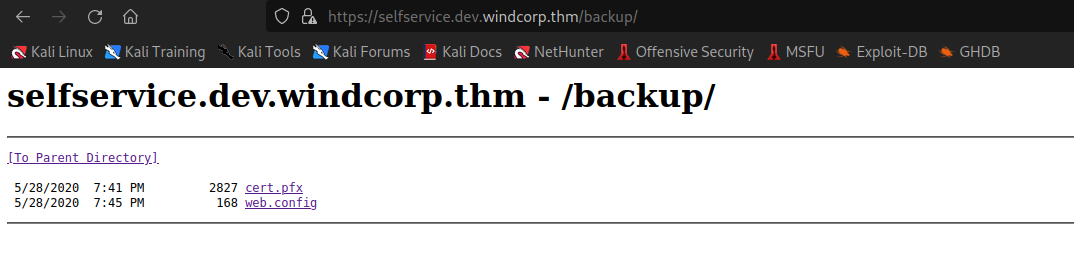 https://selfservice.dev.windcorp.thm/backup/
Kali Linux Kali Training Kali Tools Kali Forums Kali Docs NetHunter Offensive Security MSFU Exploit-DB GHDB
selfservice.dev.windcorp.thm - /backup/
[To Parent Directory]
5/28/2020 7:41 PM 2827 cert.pfx
5/28/2020 7:45 PM 168 web.config